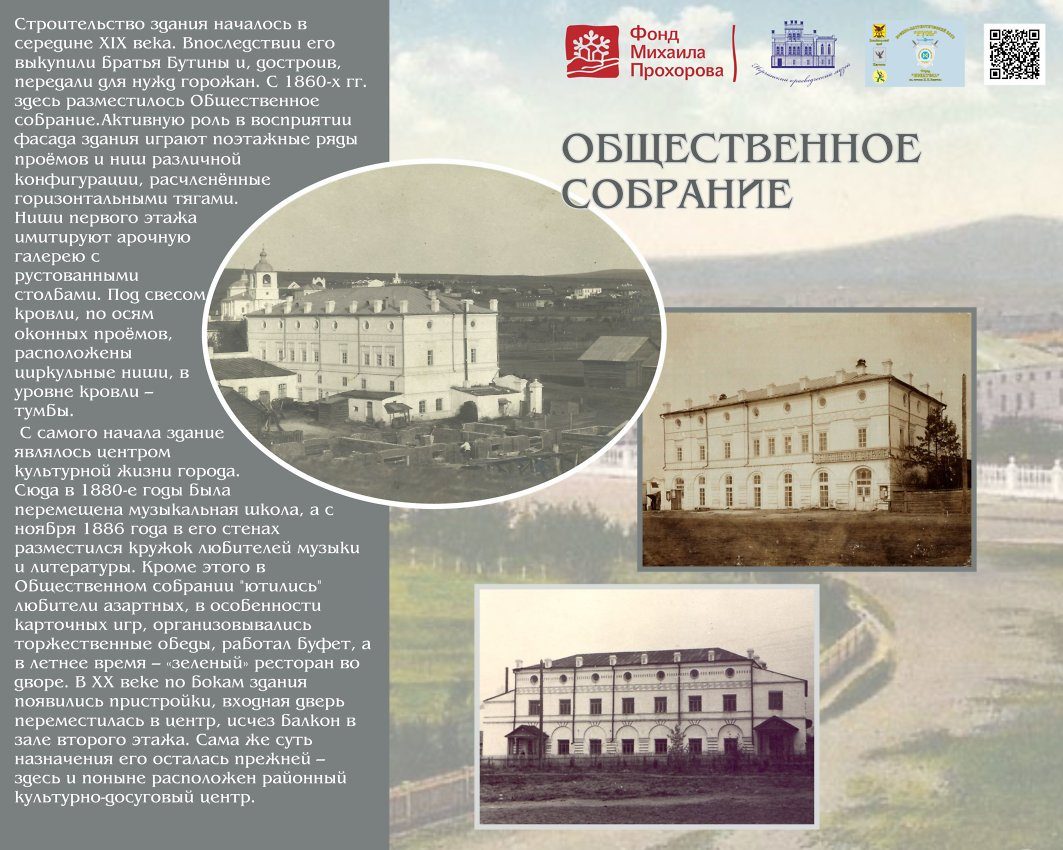 Строительство здания началось в
середине XIX века. Впоследствии его
выкупили братья Бутины и, достроив,
передали для нужд горожан. С 1860-х гг.
здесь разместилось Общественное
собрание.Активную роль в восприятии
фасада здания играют поэтажные ряды
проёмов и ниш различной
конфигурации, расчленённые
горизонтальными тягами.
Ниши первого этажа
имитируют арочную
галерею с
рустованными
столбами. Под свесом
кровли, по осям
оконных проёмов,
расположены
циркульные ниши, в
уровне кровли –
тумбы.
С самого начала здание
являлось центром
культурной жизни города.
Сюда в 1880-е годы была
перемещена музыкальная школа, а с
ноября 1886 года в его стенах
разместился кружок любителей музыки
и литературы. Кроме этого в
Общественном собрании "ютились"
любители азартных, в особенности
карточных игр, организовывались
торжественные обеды, работал буфет, а
в летнее время – «зеленый» ресторан во
дворе. В XX веке по бокам здания
появились пристройки, входная дверь
переместилась в центр, исчез балкон в
зале второго этажа. Сама же суть
назначения его осталась прежней –
здесь и поныне расположен районный
культурно-досуговый центр.
Фонд
Михаила
Прохорова
ОБЩЕСТВЕННОЕ
СОБРАНИЕ